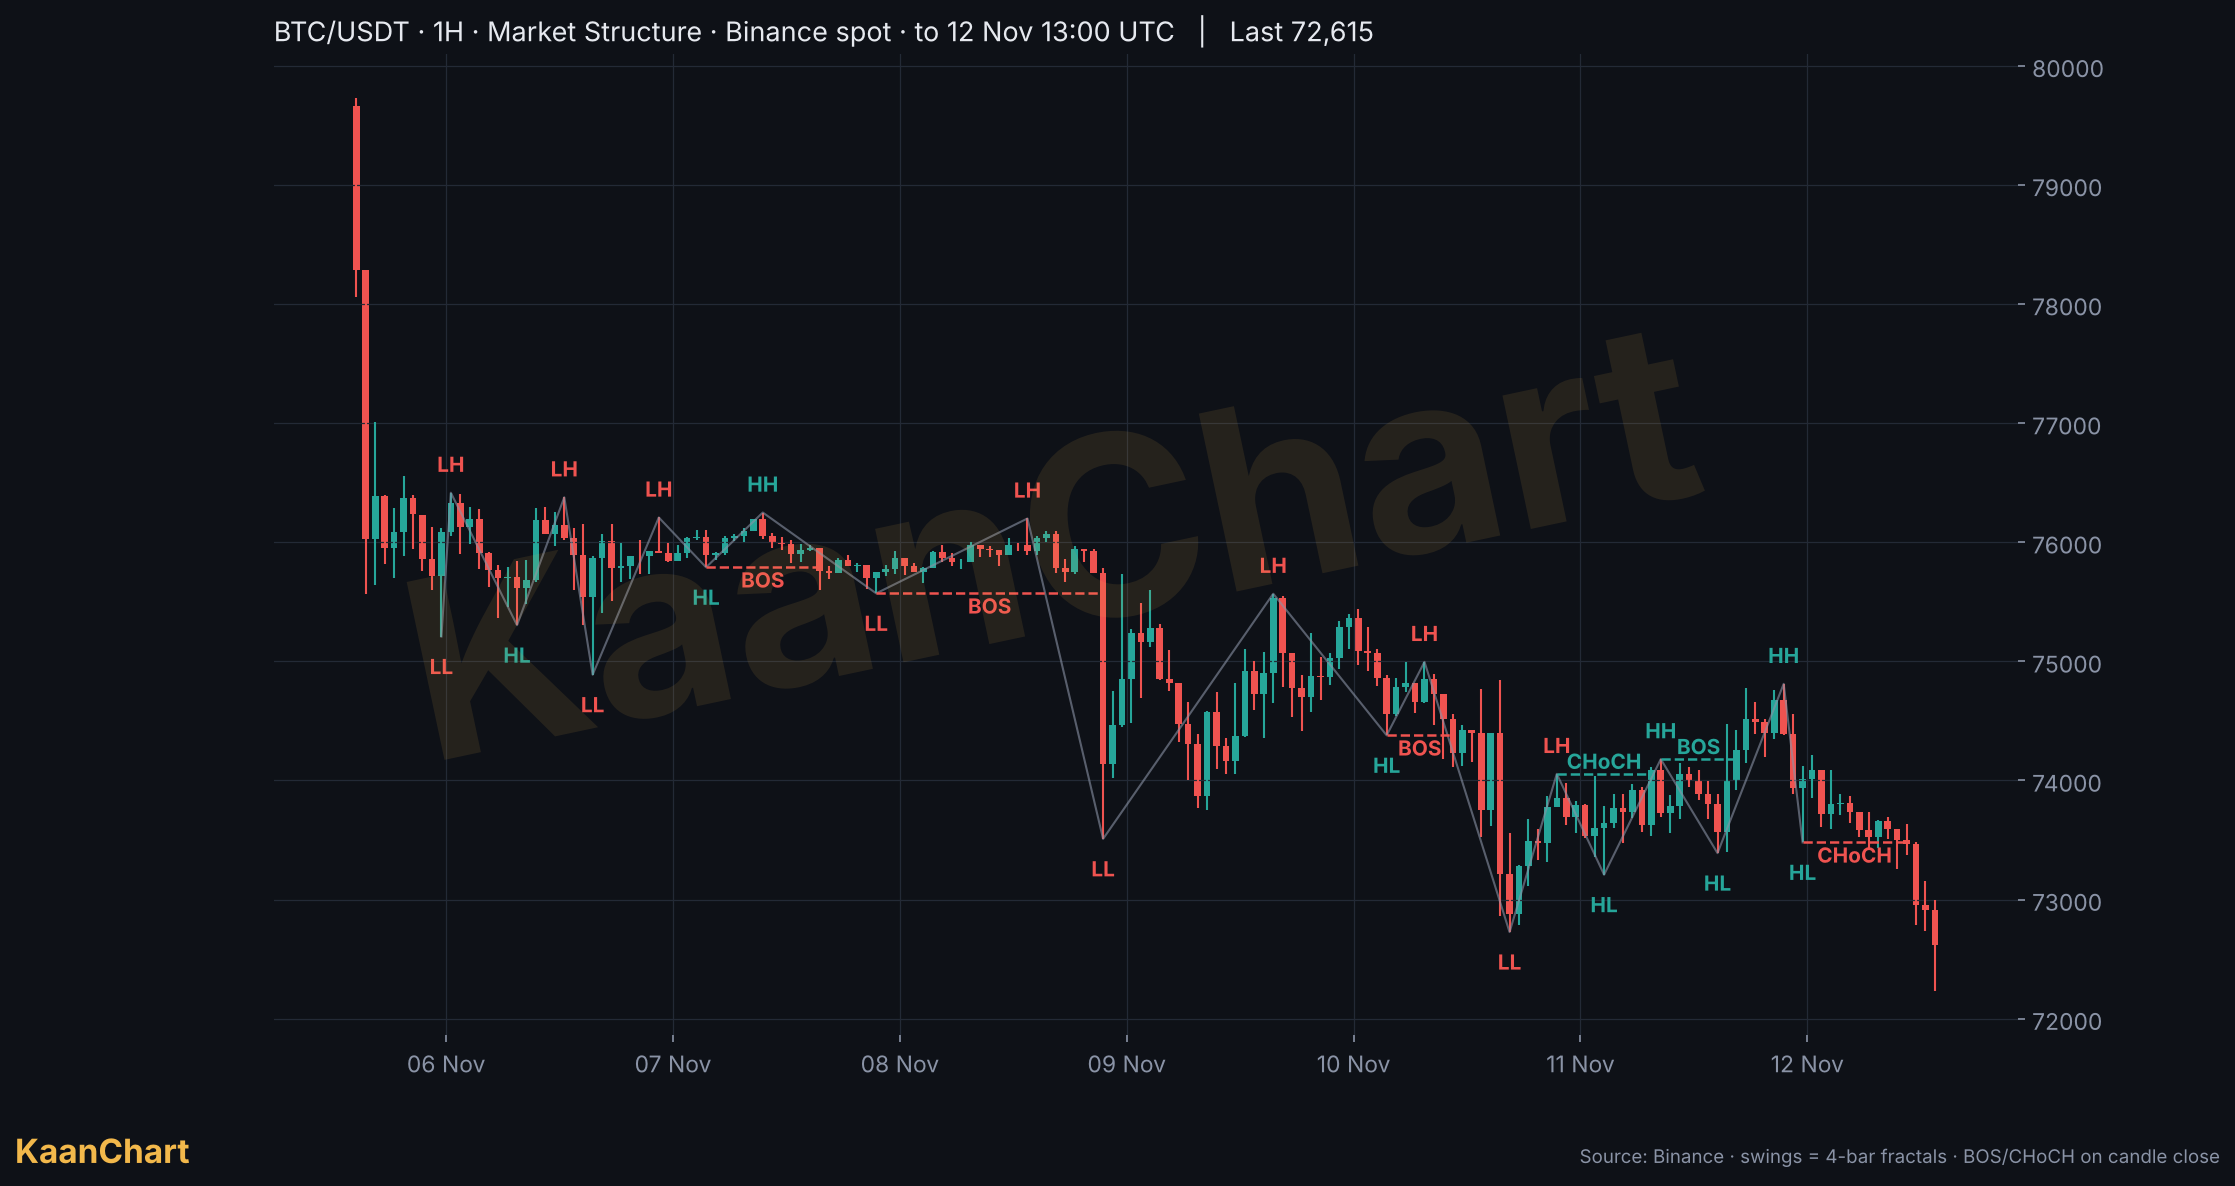 BTC/USDT · 1H · Market Structure · Binance spot · to 12 Nov 13:00 UTC | Last 72,615
80000
79000
78000
77000
76000
75000
74000
73000
72000
KaanChart
LH
LH
LH
HH
LH
BOS
HL
BOS
LL
HL
LL
LL
LH
LL
LH
BOS
HL
LH
CHoCH
HH
BOS
HH
CHoCH
HL
HL
HL
LL
06 Nov
07 Nov
08 Nov
09 Nov
10 Nov
11 Nov
12 Nov
KaanChart
Source: Binance · swings = 4-bar fractals · BOS/CHoCH on candle close